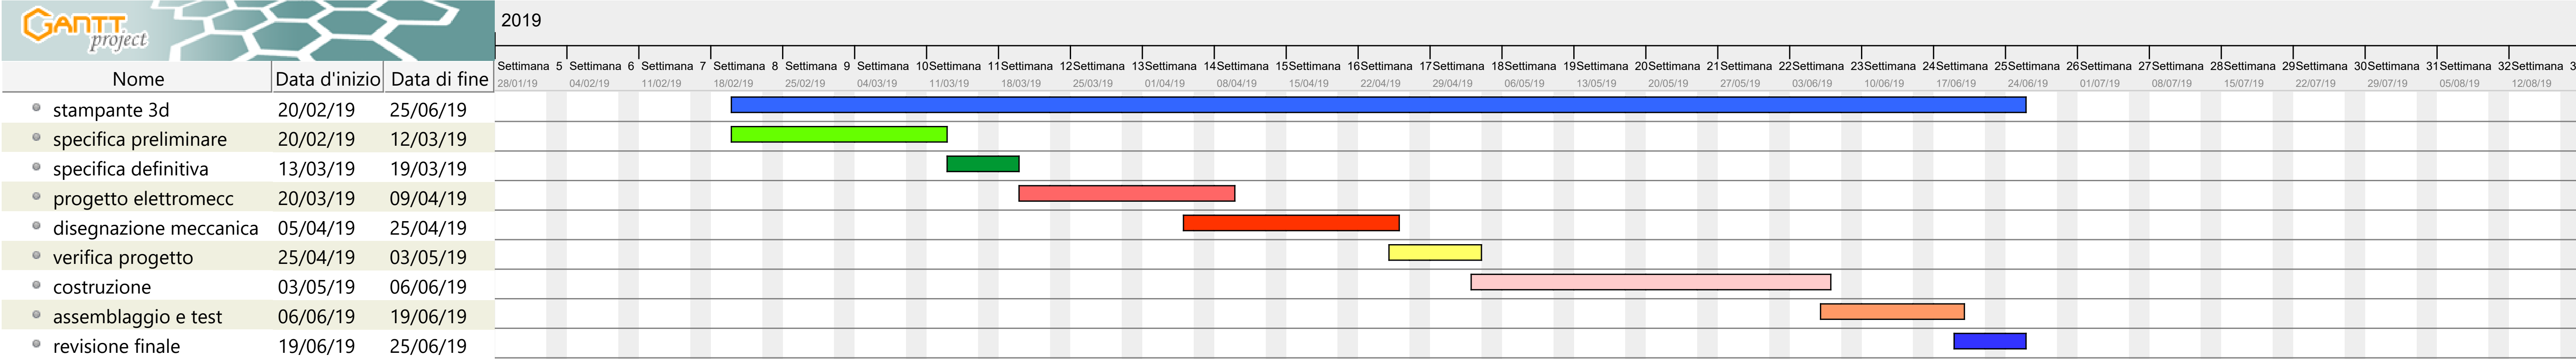 GANTT
project
2019
Nome Data d'inizio Data di fine
Settimana 5 Settimana 6 Settimana 7 Settimana 8 Settimana 9 Settimana 10 Settimana 11 Settimana 12 Settimana 13 Settimana 14 Settimana 15 Settimana 16 Settimana 17 Settimana 18 Settimana 19 Settimana 20 Settimana 21 Settimana 22 Settimana 23 Settimana 24 Settimana 25 Settimana 26 Settimana 27 Settimana 28 Settimana 29 Settimana 30 Settimana 31 Settimana 32 Settimana 3
28/01/19 04/02/19 11/02/19 18/02/19 25/02/19 04/03/19 11/03/19 18/03/19 25/03/19 01/04/19 08/04/19 15/04/19 22/04/19 29/04/19 06/05/19 13/05/19 20/05/19 27/05/19 03/06/19 10/06/19 17/06/19 24/06/19 01/07/19 08/07/19 15/07/19 22/07/19 29/07/19 05/08/19 12/08/19
stampante 3d 20/02/19 25/06/19
specifica preliminare 20/02/19 12/03/19
specifica definitiva 13/03/19 19/03/19
progetto elettromecc 20/03/19 09/04/19
disegnazione meccanica 05/04/19 25/04/19
verifica progetto 25/04/19 03/05/19
costruzione 03/05/19 06/06/19
assemblaggio e test 06/06/19 19/06/19
revisione finale 19/06/19 25/06/19